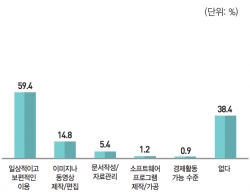 (단위: %)
59.4
14.8
5.4
1.2
0.9
38.4
일상적이고
보편적인
이용
이미지나
동영상
제작/편집
문서작성/
자료관리
소프트웨어
프로그램
제작/가공
경제활동
가능 수준
없다